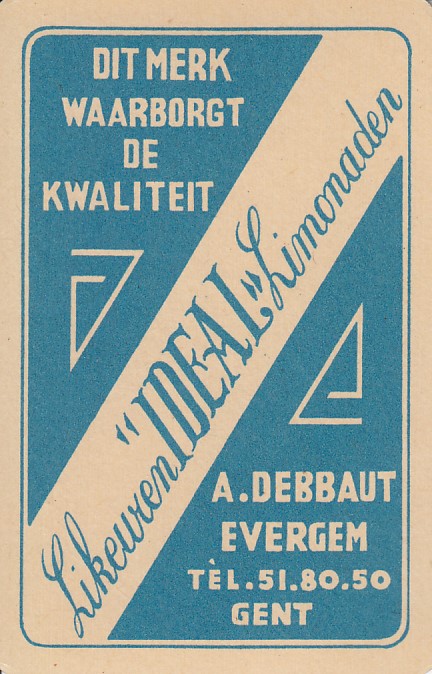 DIT MERK
WAARBORGT
DE
KWALITEIT
Likeuren "IDEAL" Limonaden
A. DEBBAUT
EVERGEM
TÈL. 51.80.50
GENT